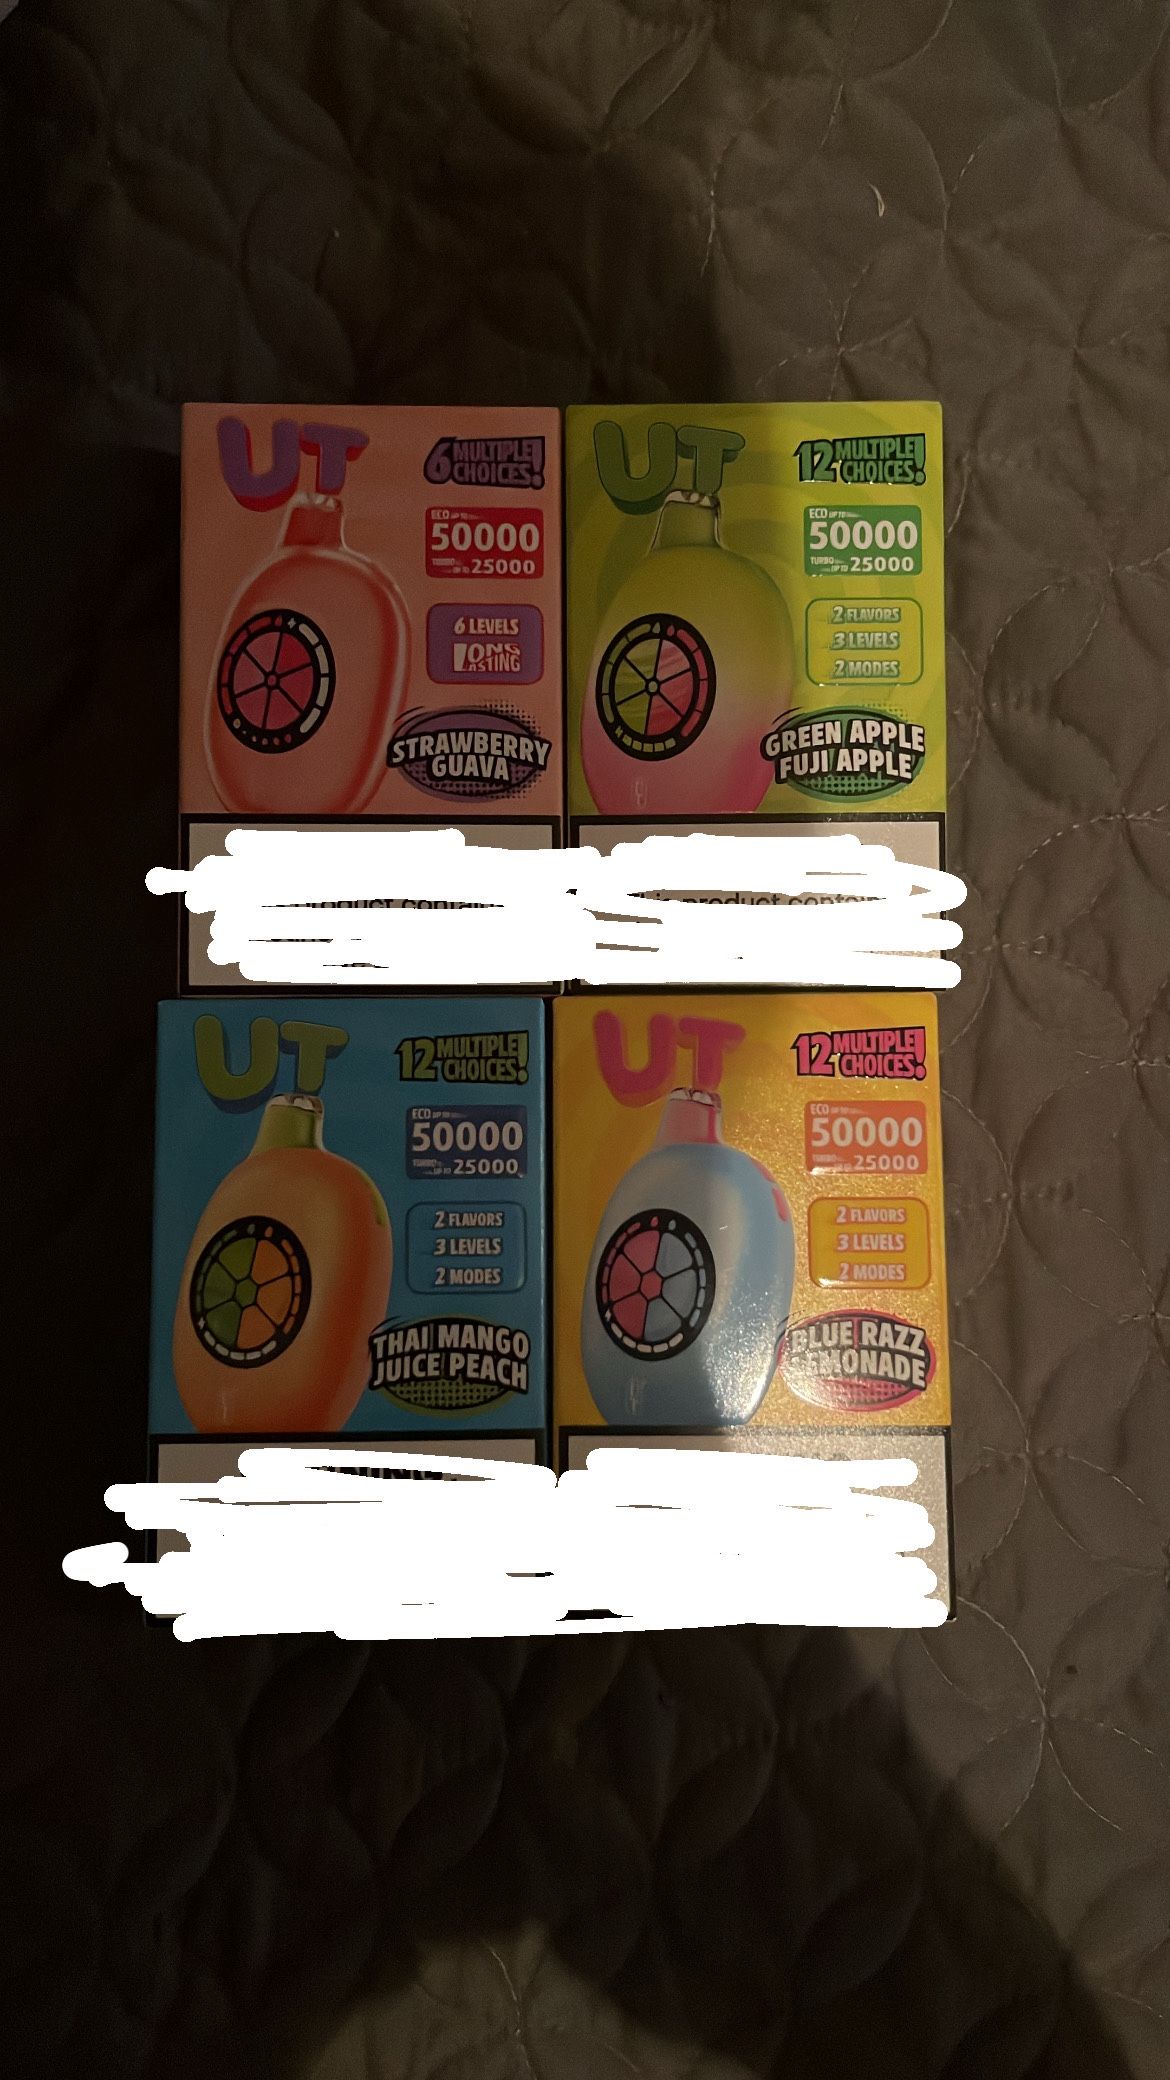 UT
6 MULTIPLE
CHOICES!
ECO UP TO
50000
TURBO
UP TO 25000
6 LEVELS
LONG
LASTING
STRAWBERRY
GUAVA
product
UT
12 MULTIPLE
CHOICES!
ECO UP TO
50000
TURBO
UP TO 25000
2 FLAVORS
3 LEVELS
2 MODES
GREEN APPLE
FUJI APPLE
product
UT
12 MULTIPLE
CHOICES!
ECO UP TO
50000
TURBO
UP TO 25000
2 FLAVORS
3 LEVELS
2 MODES
THAI MANGO
JUICE PEACH
UT
12 MULTIPLE
CHOICES!
ECO UP TO
50000
TURBO
UP TO 25000
2 FLAVORS
3 LEVELS
2 MODES
BLUE RAZZ
LEMONADE